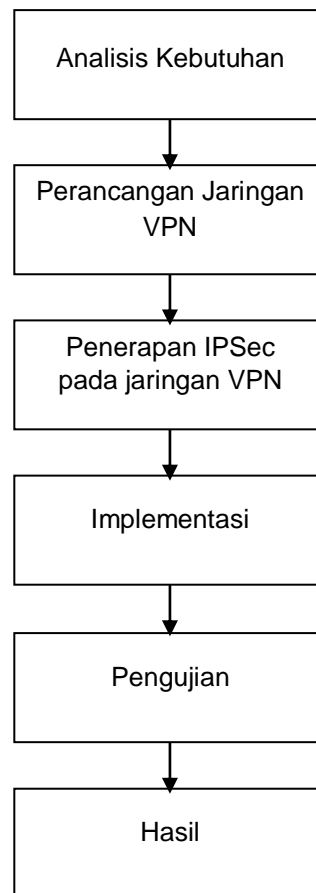 Analisis Kebutuhan
Perancangan Jaringan
VPN
Penerapan IPSec
pada jaringan VPN
Implementasi
Pengujian
Hasil